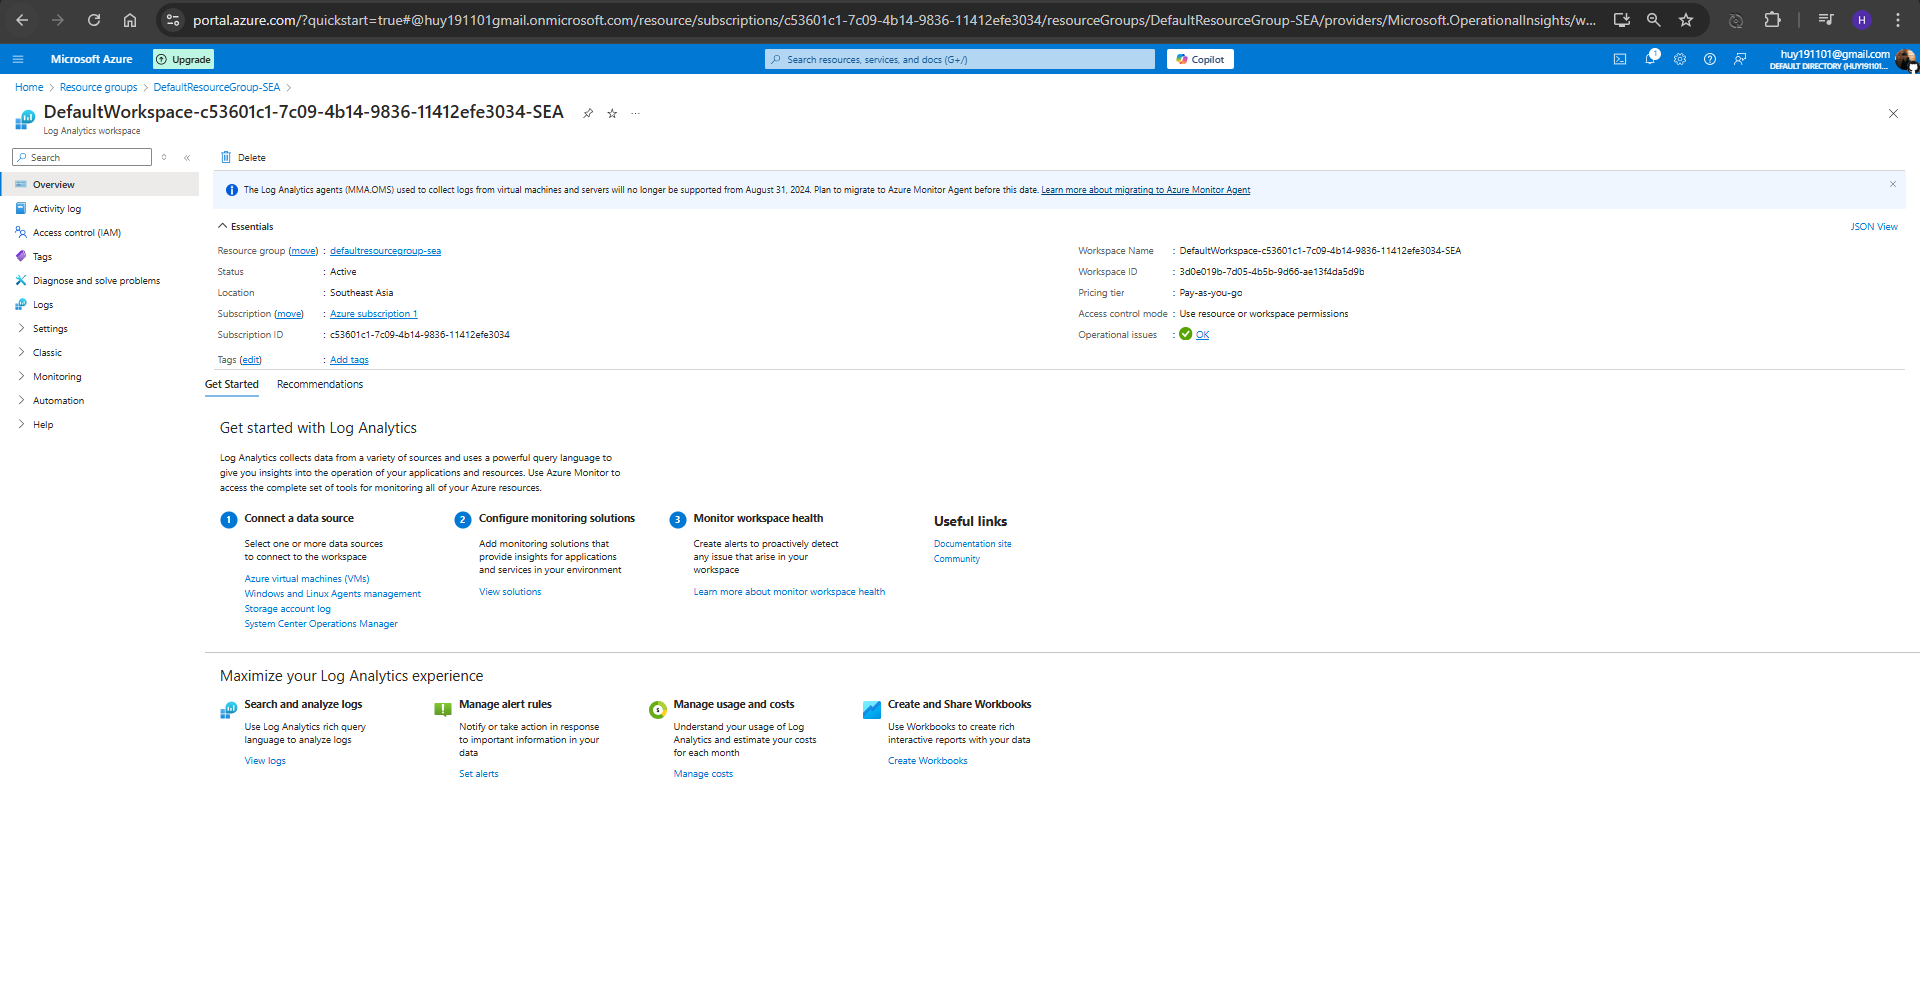 portal.azure.com/?quickstart=true#@huy191101gmail.onmicrosoft.com/resource/subscriptions/c53601c1-7c09-4b14-9836-11412efe3034/resourceGroups/DefaultResourceGroup-SEA/providers/Microsoft.OperationalInsights/w...
H
Microsoft Azure
Upgrade
Search resources, services, and docs (G+/)
Copilot
1
huy191101@gmail.com
DEFAULT DIRECTORY (HUY191101...
Home > Resource groups > DefaultResourceGroup-SEA >
DefaultWorkspace-c53601c1-7c09-4b14-9836-11412efe3034-SEA
Log Analytics workspace
Search
Overview
Activity log
Access control (IAM)
Tags
Diagnose and solve problems
Logs
Settings
Classic
Monitoring
Automation
Help
Delete
The Log Analytics agents (MMA,OMS) used to collect logs from virtual machines and servers will no longer be supported from August 31, 2024. Plan to migrate to Azure Monitor Agent before this date. Learn more about migrating to Azure Monitor Agent
Essentials
JSON View
Resource group (move) : defaultresourcegroup-sea
Status : Active
Location : Southeast Asia
Subscription (move) : Azure subscription 1
Subscription ID : c53601c1-7c09-4b14-9836-11412efe3034
Tags (edit) : Add tags
Workspace Name : DefaultWorkspace-c53601c1-7c09-4b14-9836-11412efe3034-SEA
Workspace ID : 3d0e019b-7d05-4b5b-9d66-ae13f4da5d9b
Pricing tier : Pay-as-you-go
Access control mode : Use resource or workspace permissions
Operational issues : OK
Get Started
Recommendations
Get started with Log Analytics
Log Analytics collects data from a variety of sources and uses a powerful query language to
give you insights into the operation of your applications and resources. Use Azure Monitor to
access the complete set of tools for monitoring all of your Azure resources.
1 Connect a data source
Select one or more data sources
to connect to the workspace
Azure virtual machines (VMs)
Windows and Linux Agents management
Storage account log
System Center Operations Manager
2 Configure monitoring solutions
Add monitoring solutions that
provide insights for applications
and services in your environment
View solutions
3 Monitor workspace health
Create alerts to proactively detect
any issue that arise in your
workspace
Learn more about monitor workspace health
Useful links
Documentation site
Community
Maximize your Log Analytics experience
Search and analyze logs
Use Log Analytics rich query
language to analyze logs
View logs
Manage alert rules
Notify or take action in response
to important information in your
data
Set alerts
Manage usage and costs
Understand your usage of Log
Analytics and estimate your costs
for each month
Manage costs
Create and Share Workbooks
Use Workbooks to create rich
interactive reports with your data
Create Workbooks